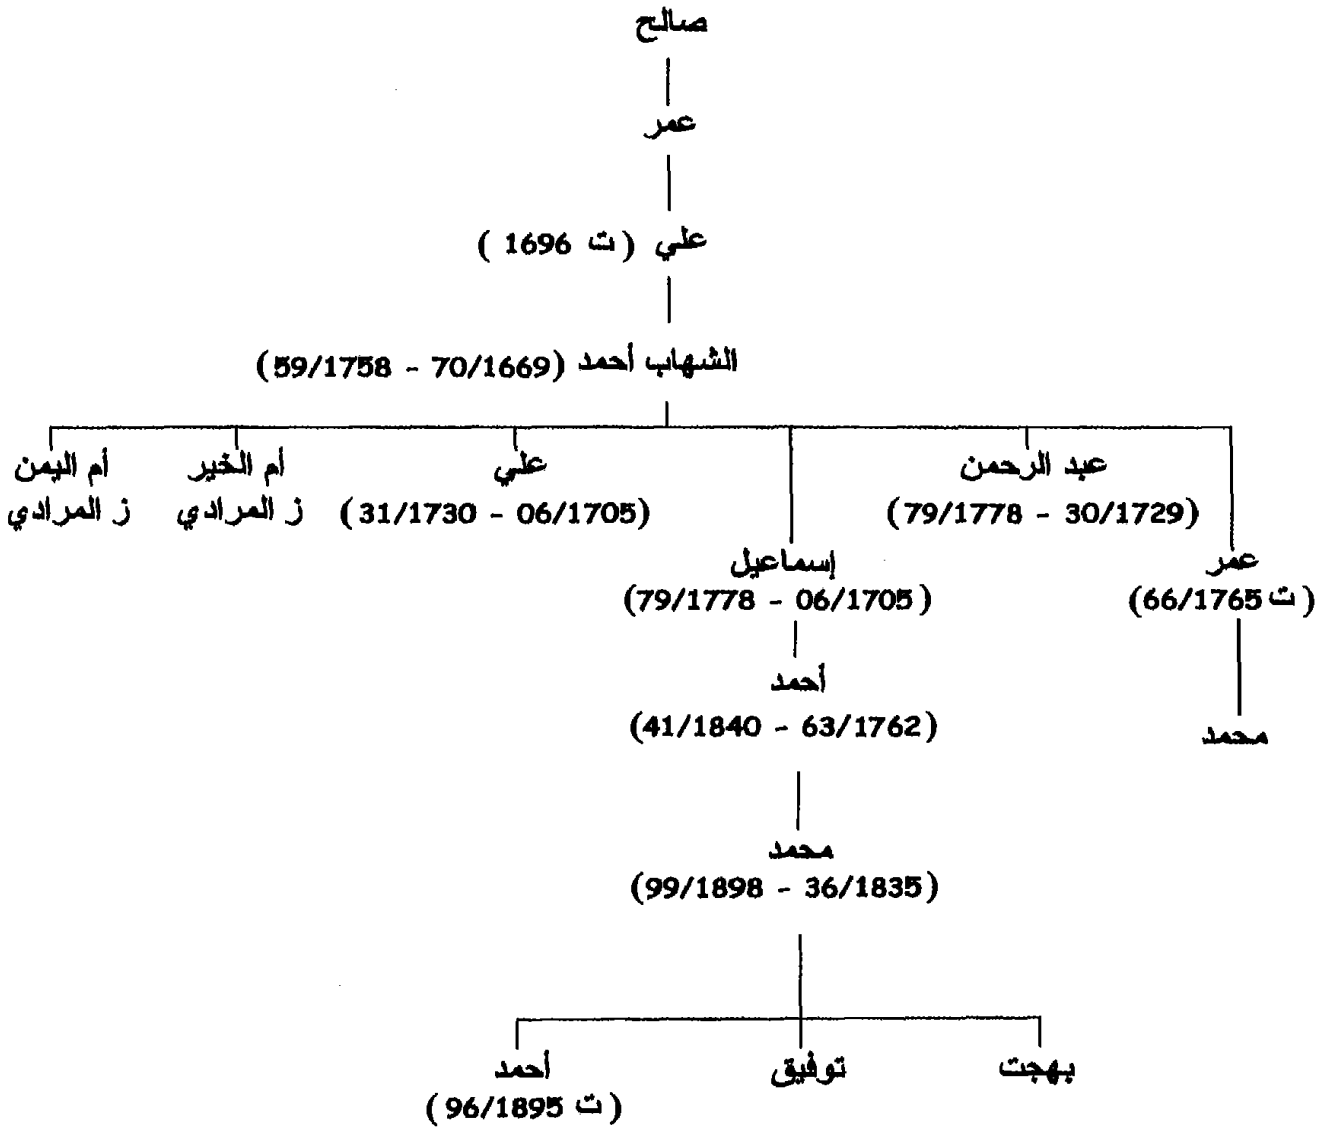 صالح
عمر
علي (ت 1696)
الشهاب أحمد (70/1669 - 59/1758)
عبد الرحمن
(30/1729 - 79/1778)
علي
(06/1705 - 31/1730)
أم الخير
ز المرادي
أم اليمن
ز المرادي
عمر
(ت 66/1765)
إسماعيل
(06/1705 - 79/1778)
أحمد
(63/1762 - 41/1840)
محمد
محمد
(36/1835 - 99/1898)
بهجت
توفيق
أحمد
(ت 96/1895)